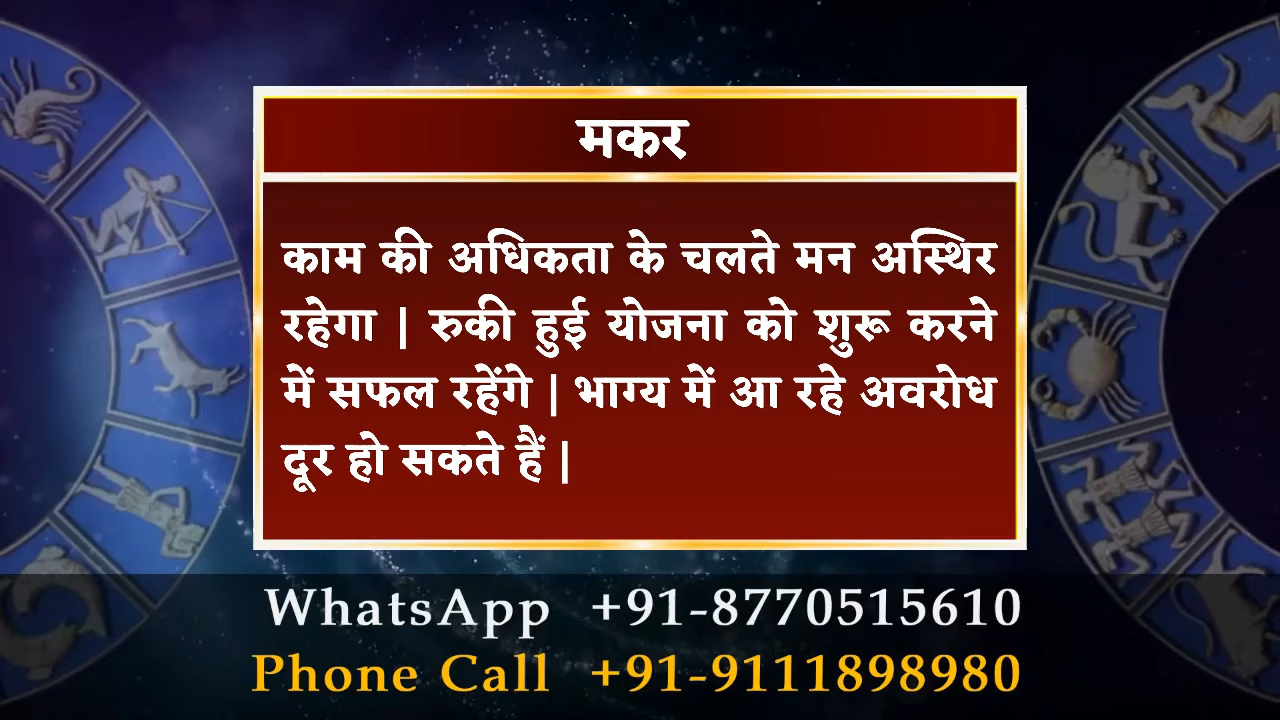 मकर
काम की अधिकता के चलते मन अस्थिर
रहेगा | रुकी हुई योजना को शुरू करने
में सफल रहेंगे | भाग्य में आ रहे अवरोध
दूर हो सकते हैं |
WhatsApp +91-8770515610
Phone Call +91-9111898980